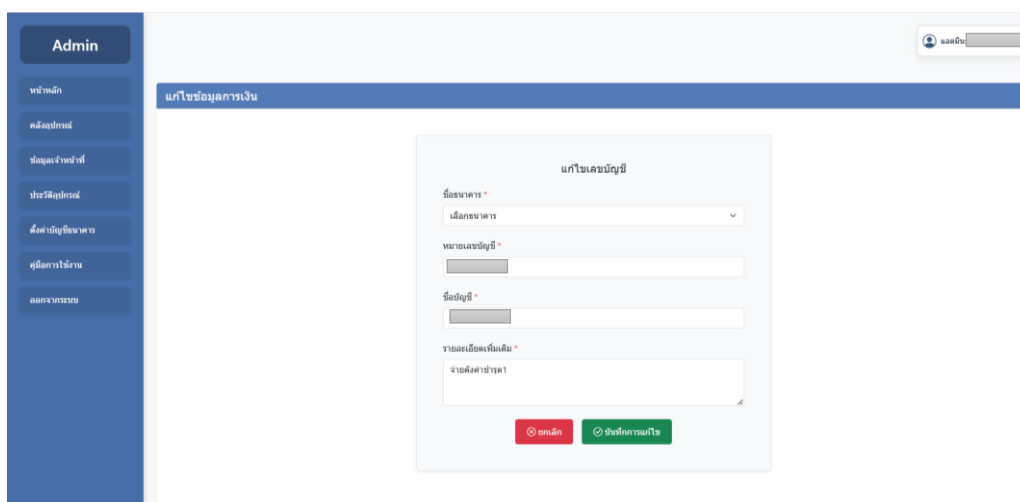 Admin
แอดมิน:
หน้าหลัก
คลังอุปกรณ์
ข้อมูลเจ้าหน้าที่
ประวัติอุปกรณ์
ตั้งค่าบัญชีธนาคาร
คู่มือการใช้งาน
ออกจากระบบ
แก้ไขข้อมูลการเงิน
แก้ไขเลขบัญชี
ชื่อธนาคาร *
เลือกธนาคาร
หมายเลขบัญชี *
ชื่อบัญชี *
รายละเอียดเพิ่มเติม *
จ่ายตังค่าชำรุด1
ยกเลิก
บันทึกการแก้ไข